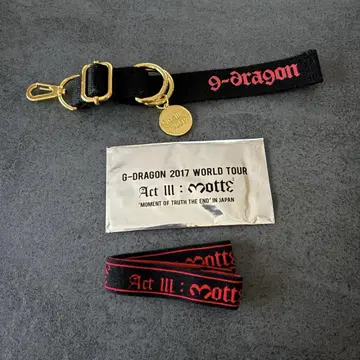 g-dragon
G-DRAGON 2017 WORLD TOUR
Act III : Motte
'MOMENT OF TRUTH THE END' IN JAPAN
Act III : Motte